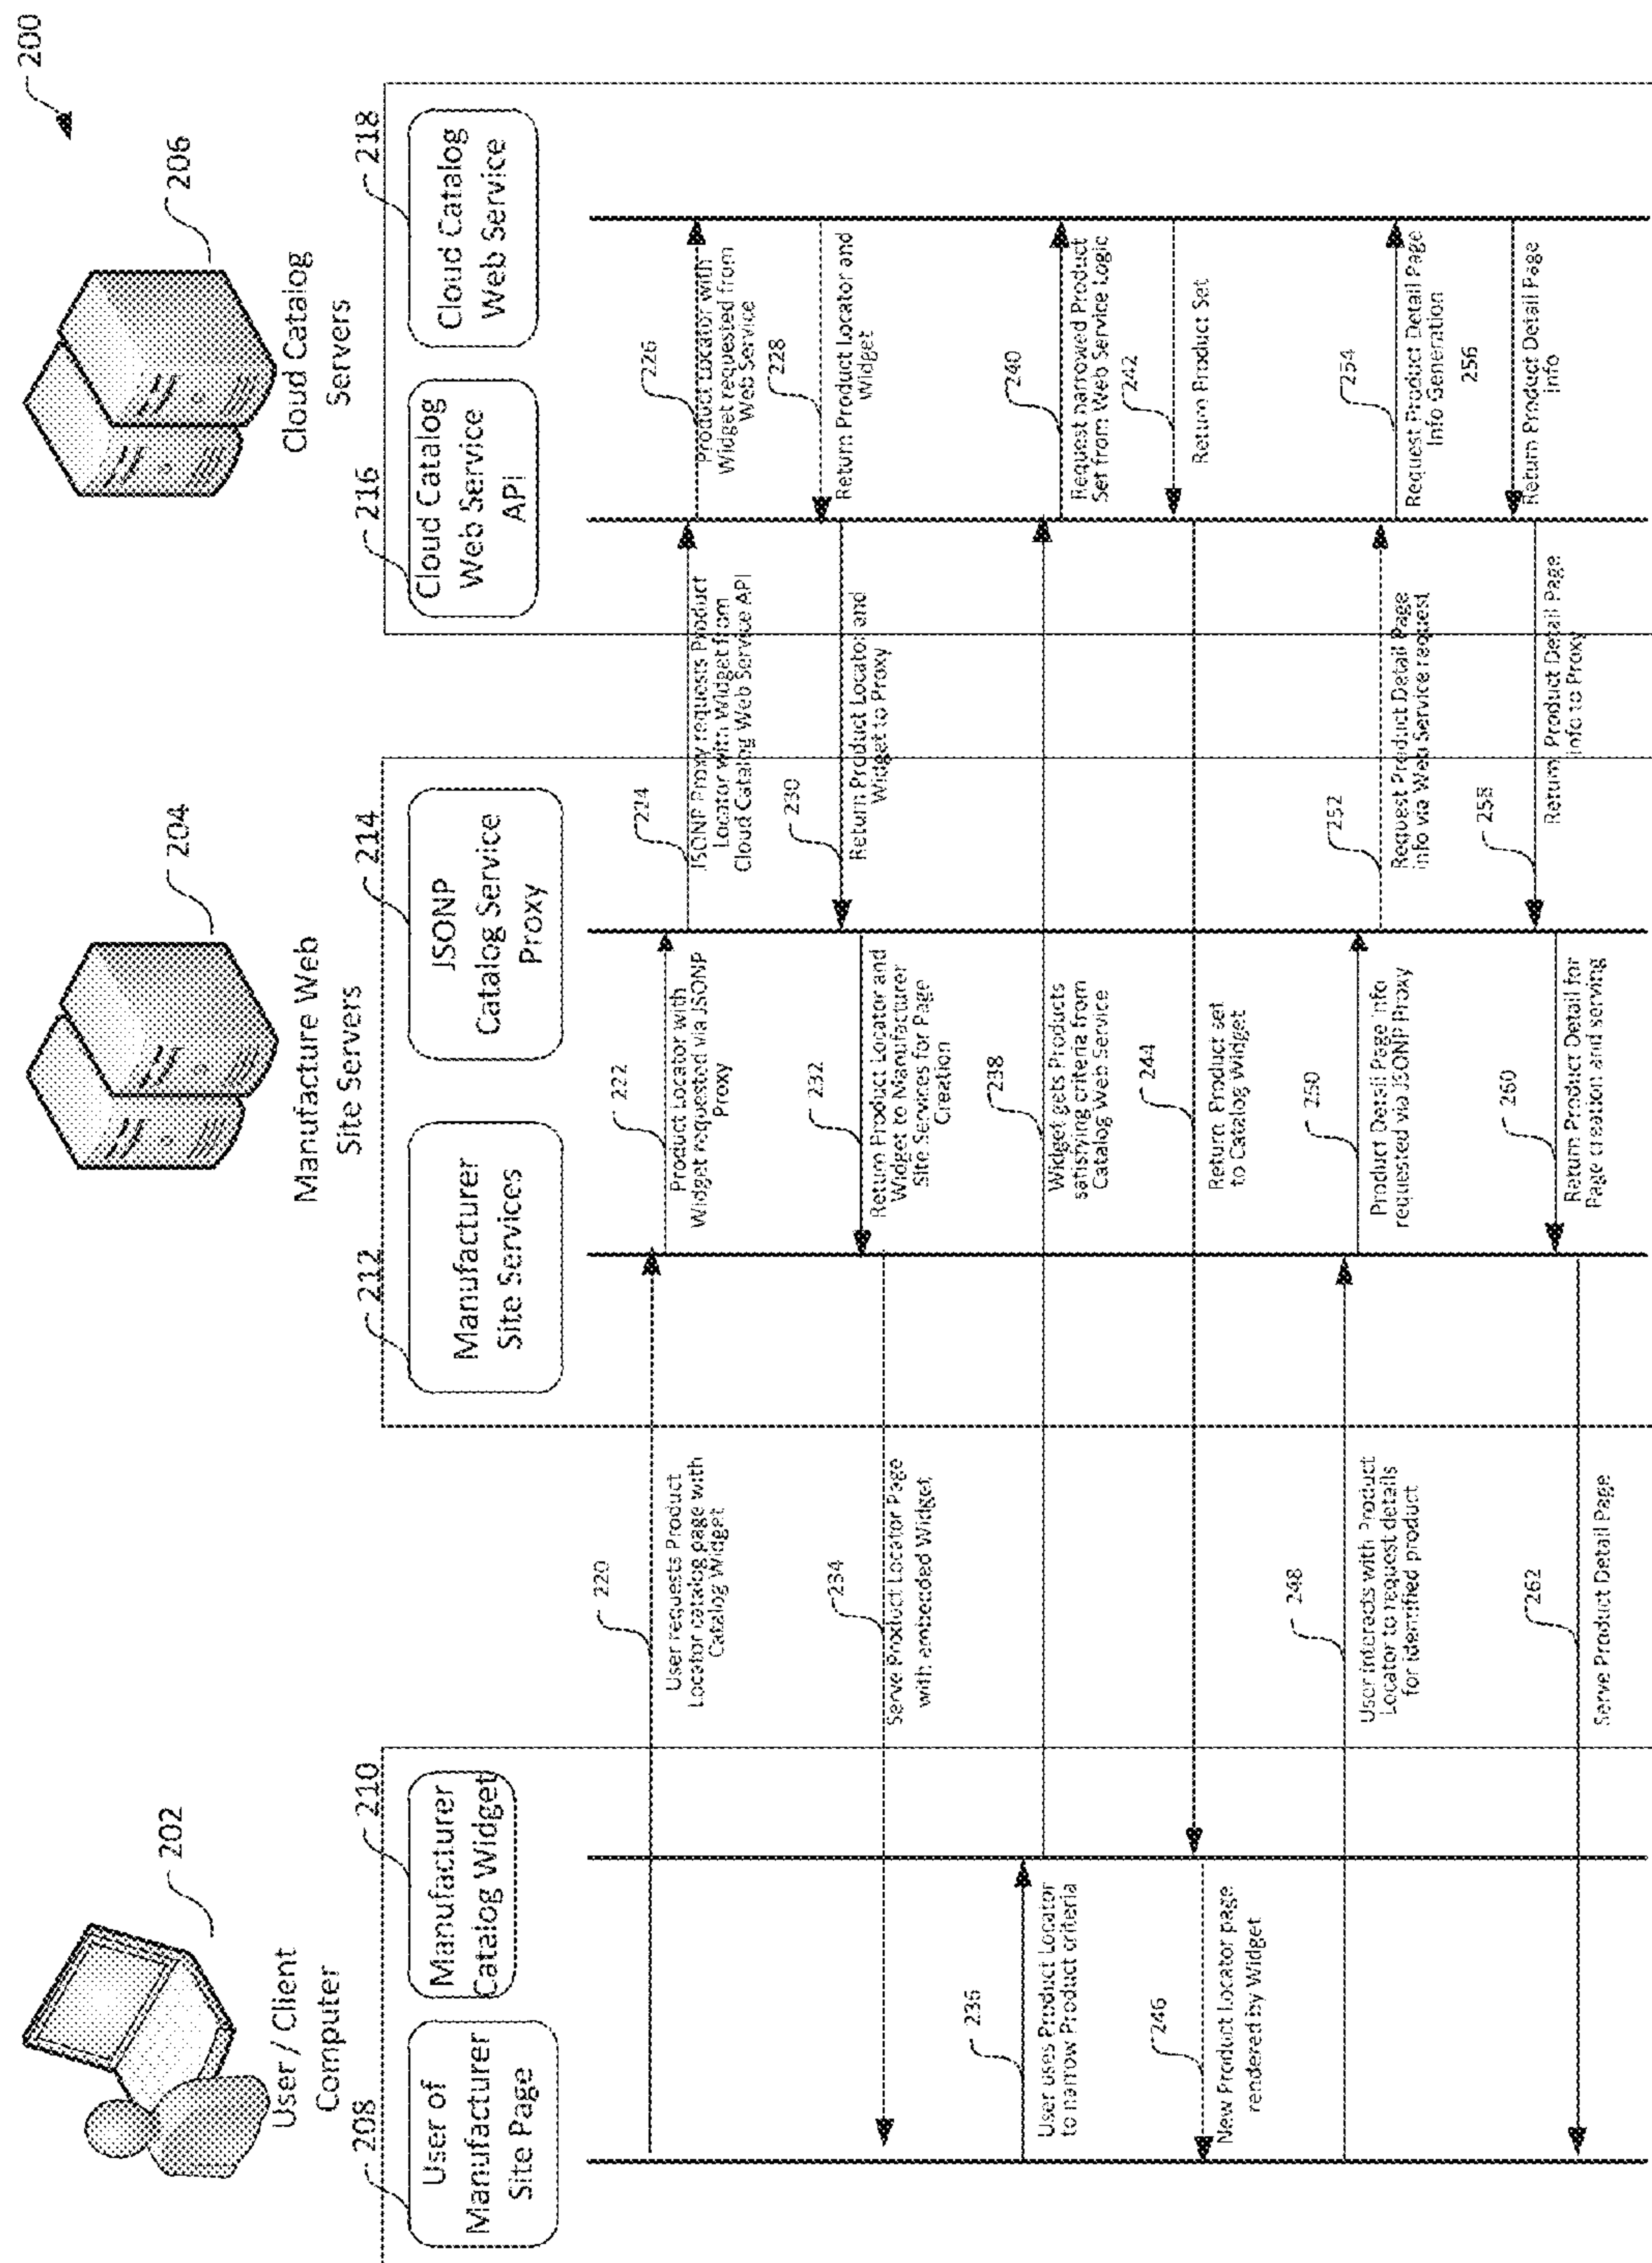 200
202
User / Client
Computer
204
Manufacture Web
Site Servers
206
Cloud Catalog
Servers
208
User of
Manufacturer
Site Page
210
Manufacturer
Catalog Widget
212
Manufacturer
Site Services
214
JSONP
Catalog Service
Proxy
216
Cloud Catalog
Web Service
API
218
Cloud Catalog
Web Service
220
User requests Product
Locator catalog page with
Catalog Widget
222
Product Locator with
Widget requested via JSONP
Proxy
224
JSONP Proxy requests Product
Locator with Widget from
Cloud Catalog Web Service API
226
Product Locator with
Widget requested from
Web Service
228
Return Product Locator and
Widget
230
Return Product Locator and
Widget to Proxy
232
Return Product Locator and
Widget to Manufacturer
Site Services for Page
Creation
234
Serve Product Locator Page
with embedded Widget
236
User uses Product Locator
to narrow Product criteria
238
Widget gets Products
satisfying criteria from
Catalog Web Service
240
Request narrowed Product
Set from Web Service Logic
242
Return Product Set
244
Return Product set
to Catalog Widget
246
New Product Locator page
rendered by Widget
248
User interacts with Product
Locator to request details
for identified product
250
Product Detail Page info
requested via JSONP Proxy
252
Request Product Detail Page
info via Web Service request
254
Request Product Detail Page
Info Generation
256
Return Product Detail Page
Info
258
Return Product Detail Page
Info to Proxy
260
Return Product Detail for
Page creation and serving
262
Serve Product Detail Page